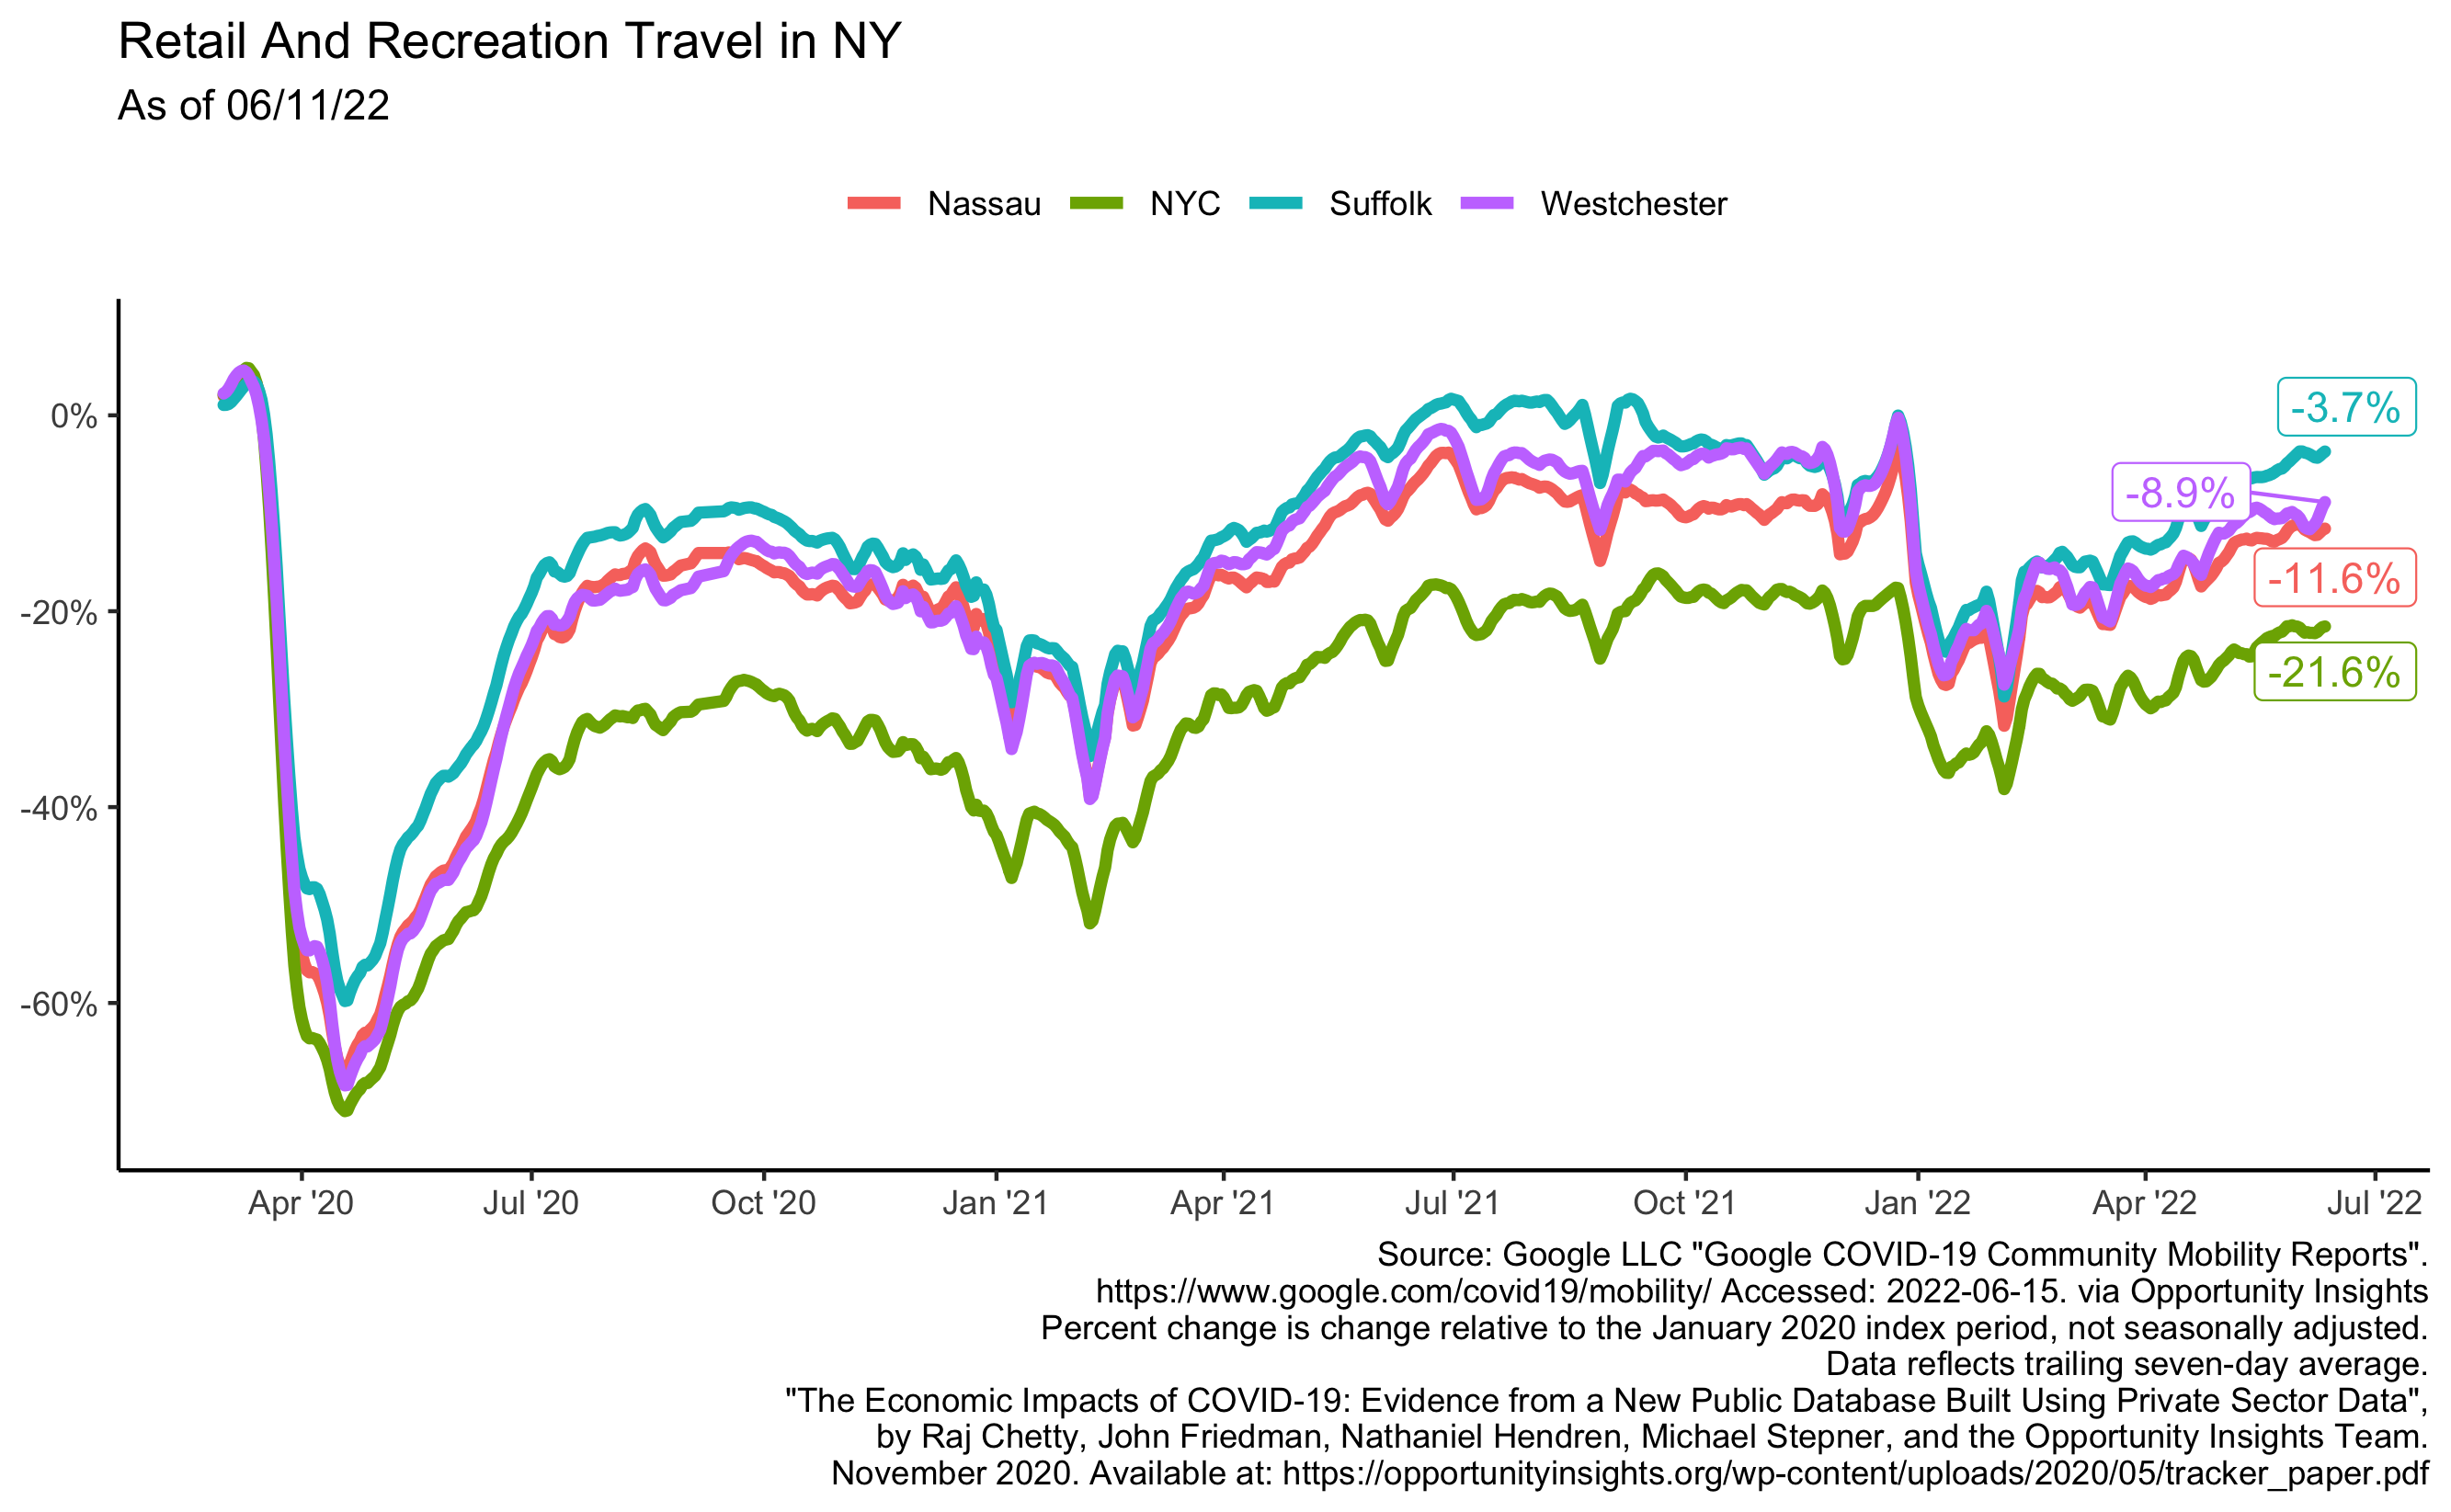 Retail And Recreation Travel in NY
As of 06/11/22
Nassau NYC Suffolk Westchester
0%
-20%
-40%
-60%
-3.7%
-8.9%
-11.6%
-21.6%
Apr '20 Jul '20 Oct '20 Jan '21 Apr '21 Jul '21 Oct '21 Jan '22 Apr '22 Jul '22
Source: Google LLC "Google COVID-19 Community Mobility Reports".
https://www.google.com/covid19/mobility/ Accessed: 2022-06-15. via Opportunity Insights
Percent change is change relative to the January 2020 index period, not seasonally adjusted.
Data reflects trailing seven-day average.
"The Economic Impacts of COVID-19: Evidence from a New Public Database Built Using Private Sector Data",
by Raj Chetty, John Friedman, Nathaniel Hendren, Michael Stepner, and the Opportunity Insights Team.
November 2020. Available at: https://opportunityinsights.org/wp-content/uploads/2020/05/tracker_paper.pdf